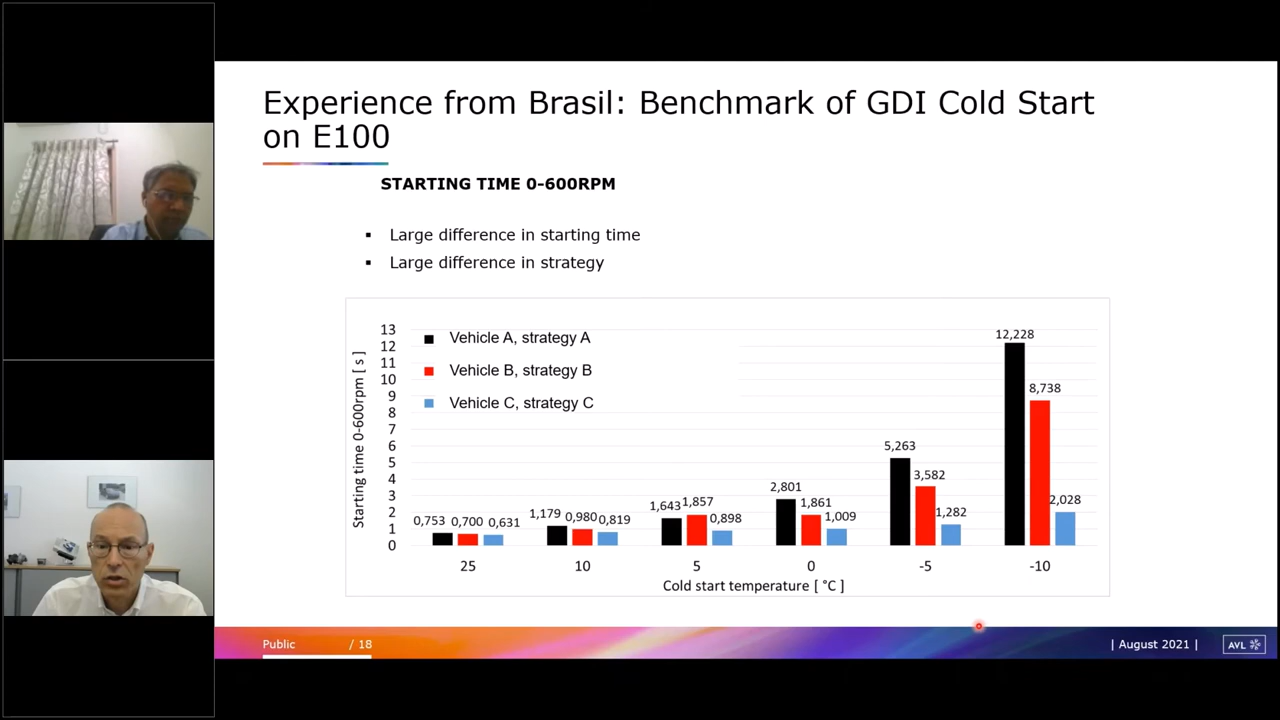 Experience from Brasil: Benchmark of GDI Cold Start
on E100
STARTING TIME 0-600RPM
▪ Large difference in starting time
▪ Large difference in strategy
Starting time 0-600rpm [ s ]
13
12
11
10
9
8
7
6
5
4
3
2
1
0
Vehicle A, strategy A
Vehicle B, strategy B
Vehicle C, strategy C
0,753 0,700 0,631
1,179 0,980 0,819
1,643 1,857 0,898
2,801 1,861 1,009
5,263 3,582 1,282
12,228 8,738 2,028
25 10 5 0 -5 -10
Cold start temperature [ °C ]
Public / 18 | August 2021 | AVL